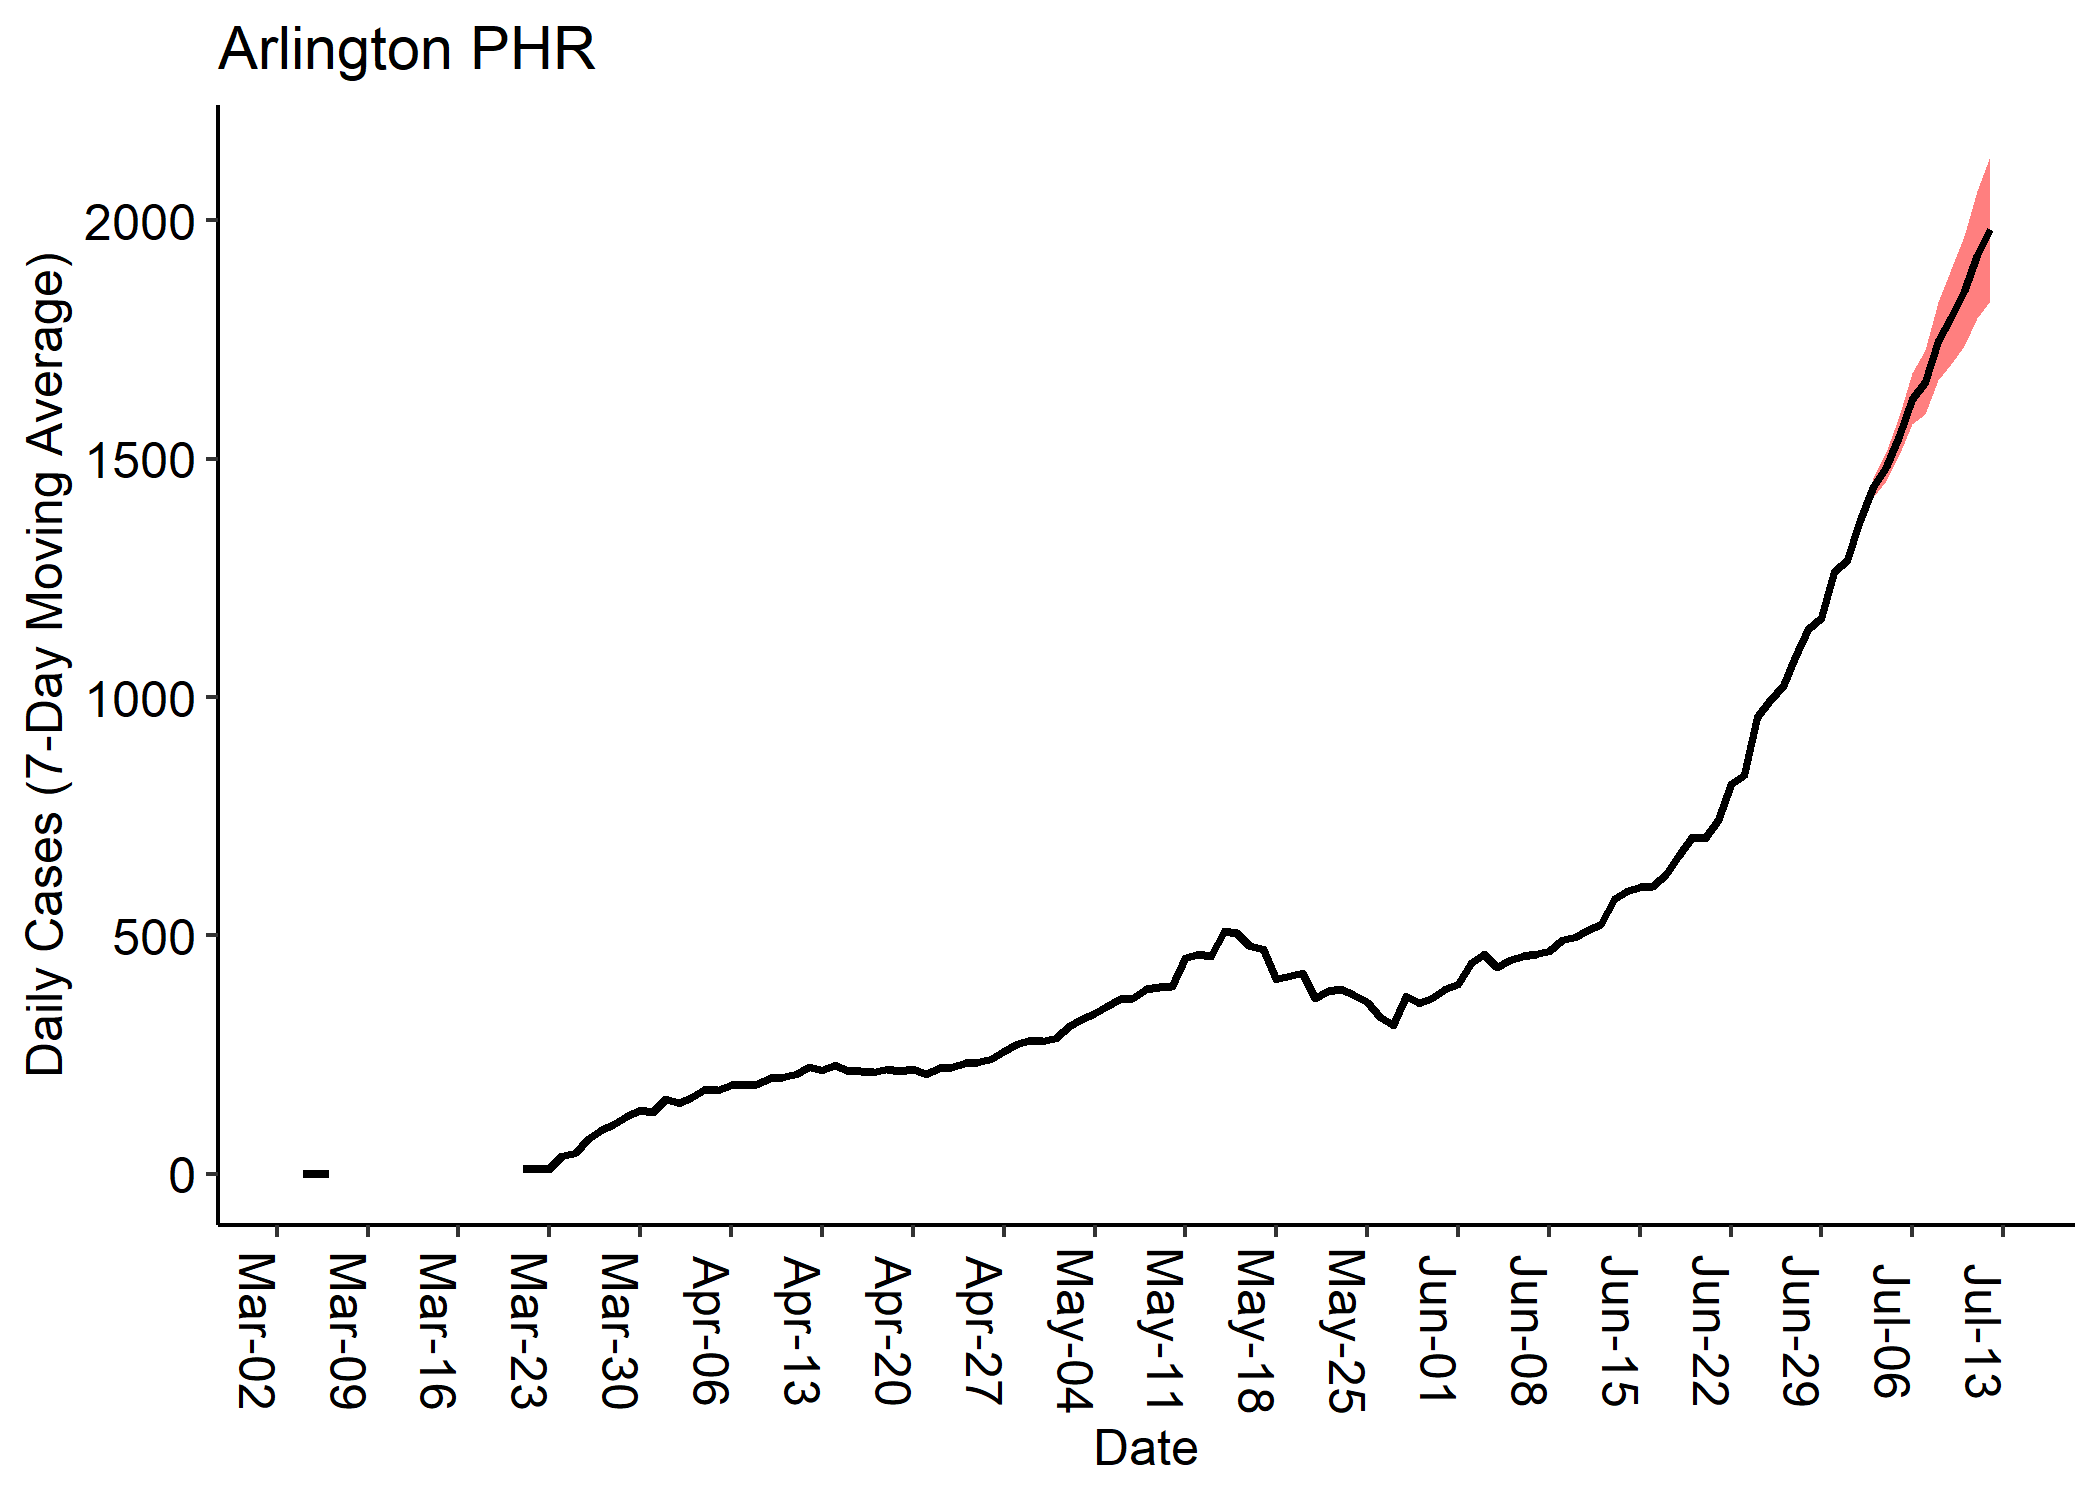 Arlington PHR
Daily Cases (7-Day Moving Average)
2000
1500
1000
500
0
Mar-02
Mar-09
Mar-16
Mar-23
Mar-30
Apr-06
Apr-13
Apr-20
Apr-27
May-04
May-11
May-18
May-25
Jun-01
Jun-08
Jun-15
Jun-22
Jun-29
Jul-06
Jul-13
Date